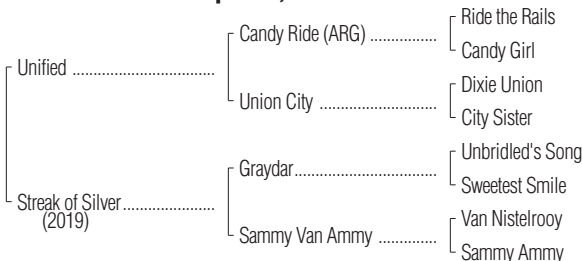 Ride the Rails
Candy Ride (ARG) ................
Candy Girl
Unified ..................................
Dixie Union
Union City ............................
City Sister
Unbridled's Song
Graydar..................................
Sweetest Smile
Streak of Silver......................
(2019)
Van Nistelrooy
Sammy Van Ammy ..............
Sammy Ammy